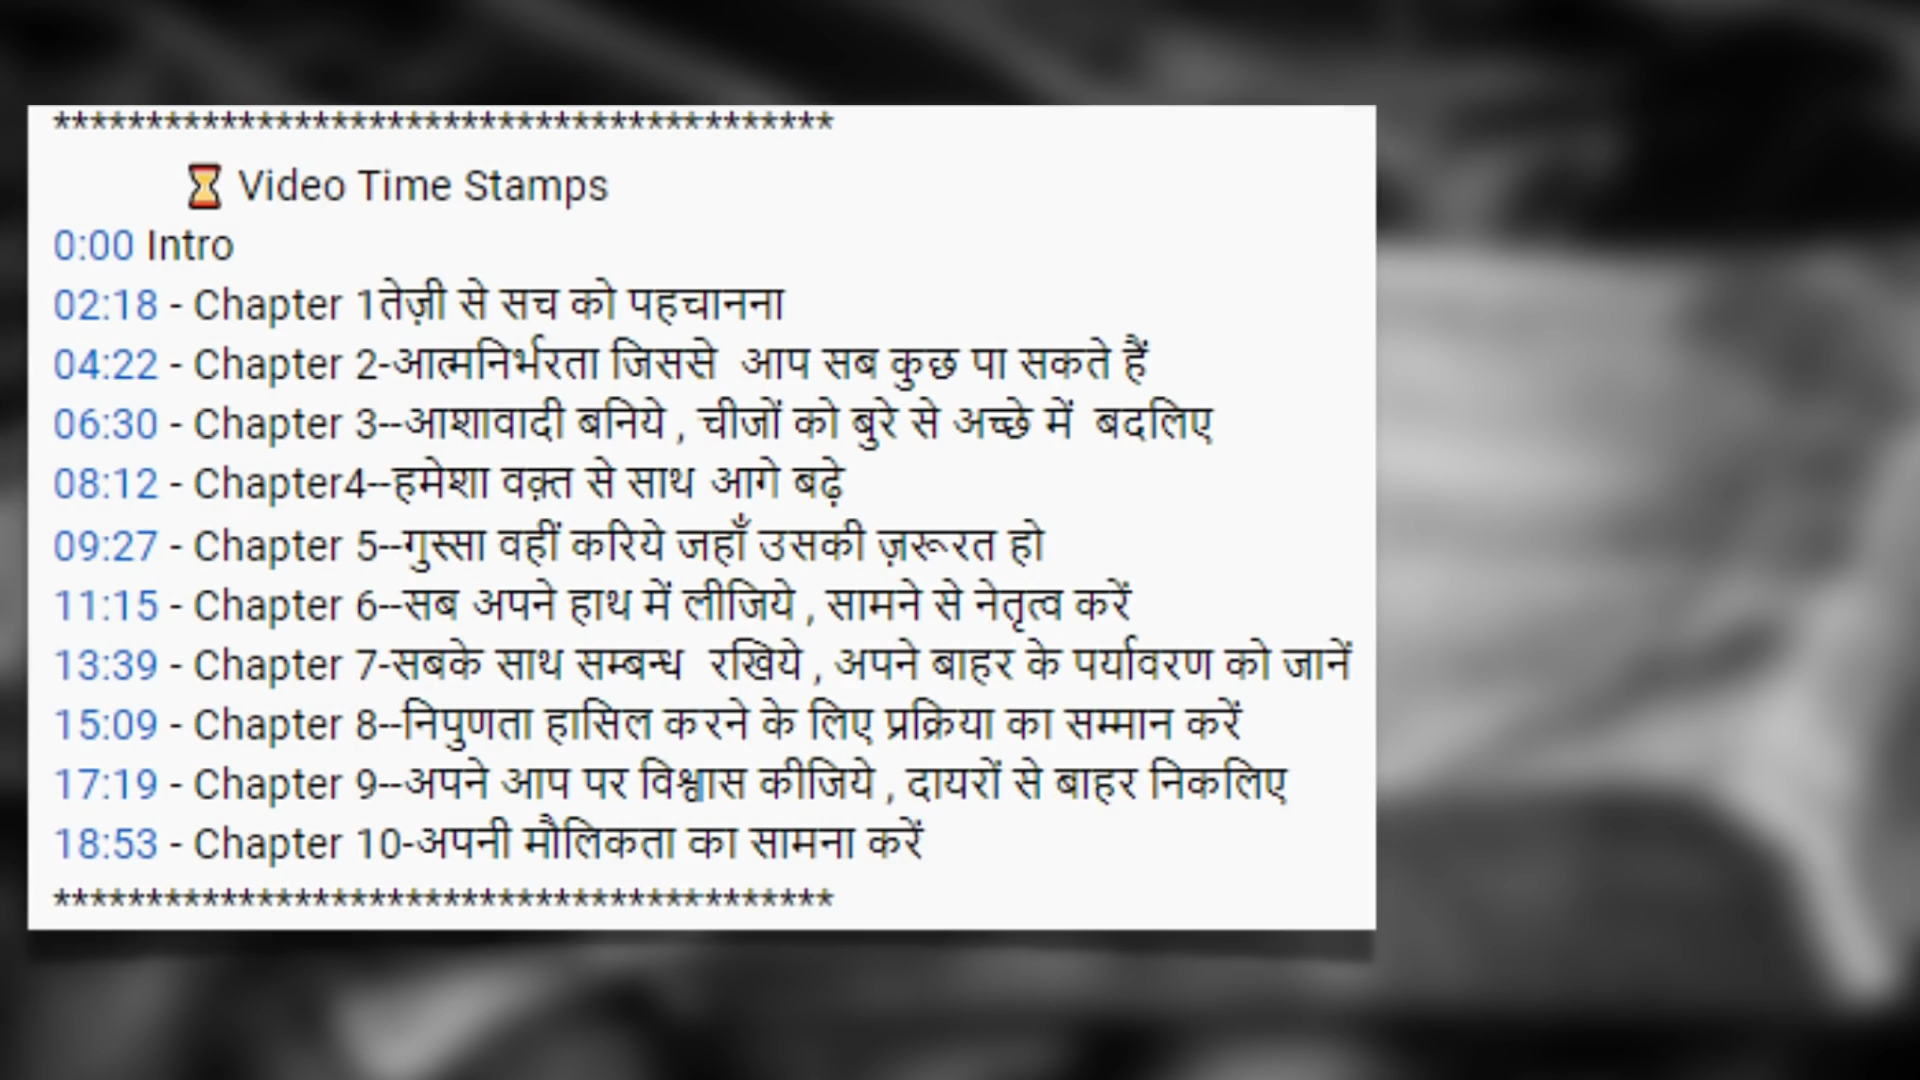 ******************************************
⏳ Video Time Stamps
0:00 Intro
02:18 - Chapter 1तेज़ी से सच को पहचानना
04:22 - Chapter 2-आत्मनिर्भरता जिससे  आप सब कुछ पा सकते हैं
06:30 - Chapter 3--आशावादी बनिये , चीजों को बुरे से अच्छे में  बदलिए
08:12 - Chapter4--हमेशा वक़्त से साथ आगे बढ़े
09:27 - Chapter 5--गुस्सा वहीं करिये जहाँ उसकी ज़रूरत हो
11:15 - Chapter 6--सब अपने हाथ में लीजिये , सामने से नेतृत्व करें
13:39 - Chapter 7-सबके साथ सम्बन्ध  रखिये , अपने बाहर के पर्यावरण को जानें
15:09 - Chapter 8--निपुणता हासिल करने के लिए प्रक्रिया का सम्मान करें
17:19 - Chapter 9--अपने आप पर विश्वास कीजिये , दायरों से बाहर निकलिए
18:53 - Chapter 10-अपनी मौलिकता का सामना करें
******************************************